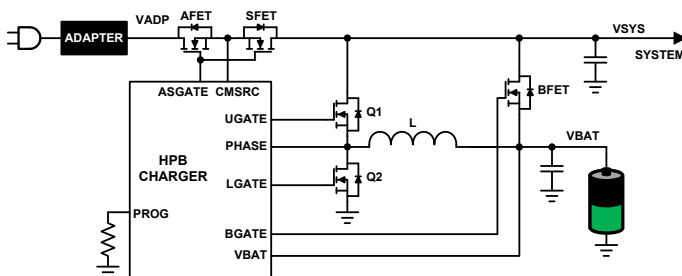 AFET
SFET
VADP
VSYS
ADAPTER
SYSTEM
ASGATE
CMSRC
BFET
UGATE
Q1
L
VBAT
PHASE
HPB
CHARGER
Q2
LGATE
PROG
BGATE
VBAT